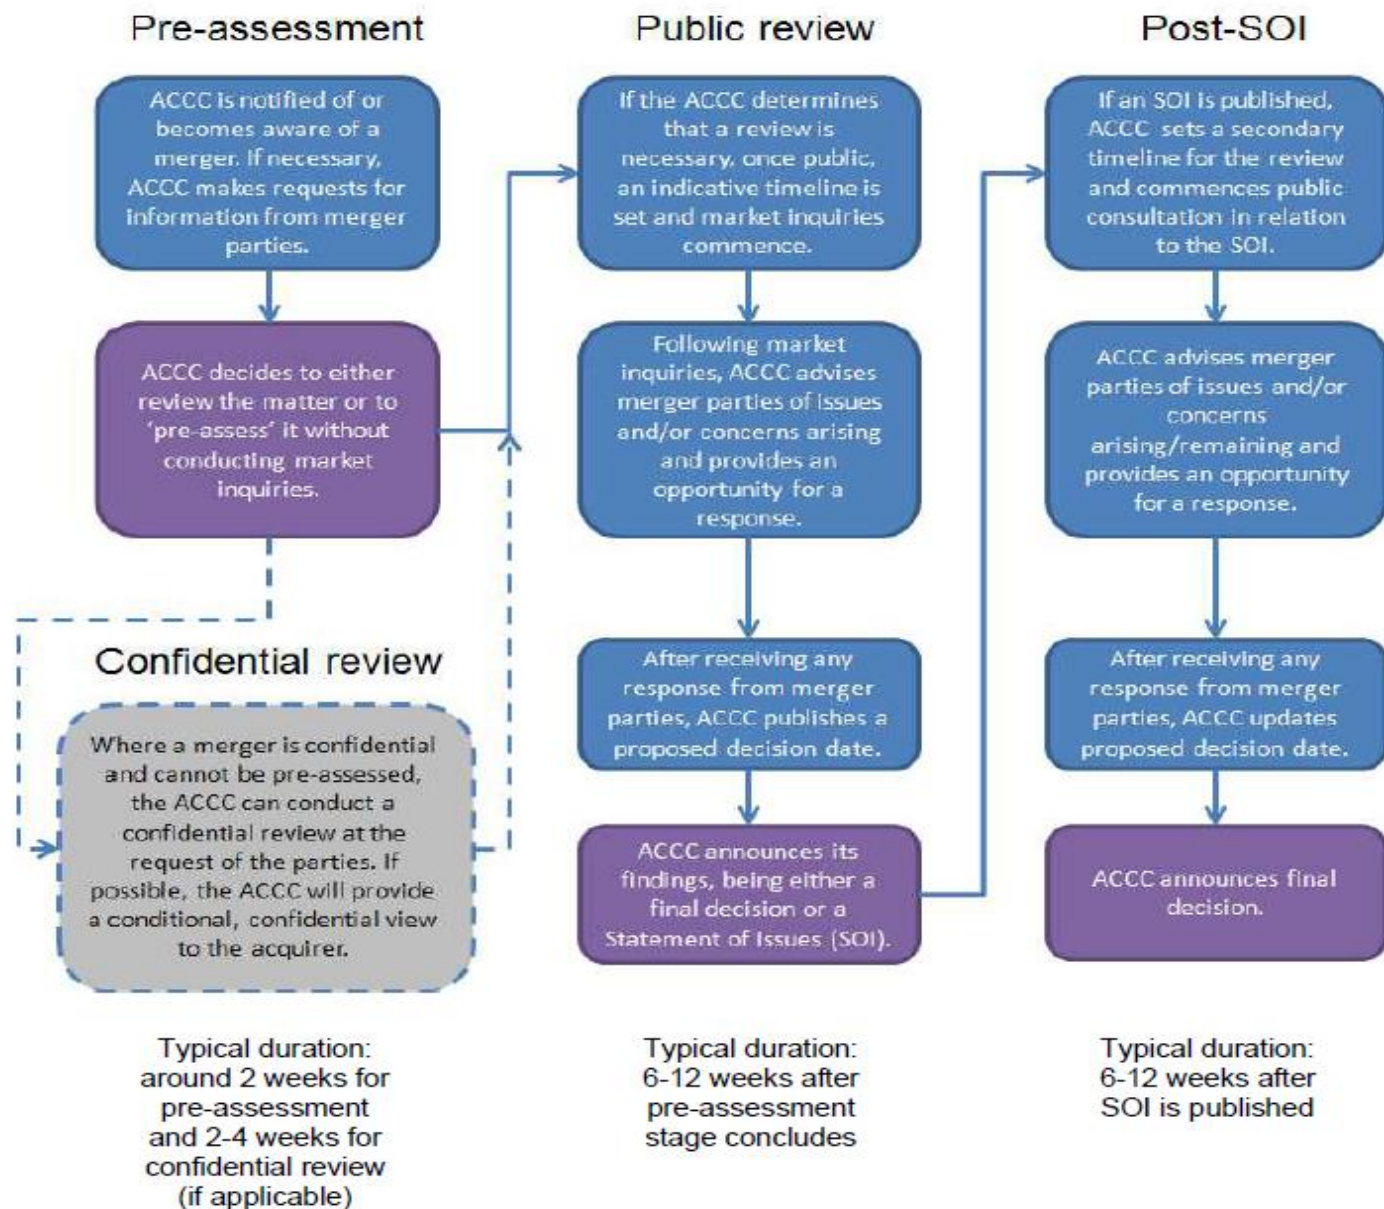 Pre-assessment
ACCC is notified of or
becomes aware of a
merger. If necessary,
ACCC makes requests for
information from merger
parties.
ACCC decides to either
review the matter or to
‘pre-assess’ it without
conducting market
inquiries.
Confidential review
Where a merger is confidential
and cannot be pre-assessed,
the ACCC can conduct a
confidential review at the
request of the parties. If
possible, the ACCC will provide
a conditional, confidential view
to the acquirer.
Typical duration:
around 2 weeks for
pre-assessment
and 2-4 weeks for
confidential review
(if applicable)
Public review
If the ACCC determines
that a review is
necessary, once public,
an indicative timeline is
set and market inquiries
commence.
Following market
inquiries, ACCC advises
merger parties of issues
and/or concerns arising
and provides an
opportunity for a
response.
After receiving any
response from merger
parties, ACCC publishes a
proposed decision date.
ACCC announces its
findings, being either a
final decision or a
Statement of Issues (SOI).
Typical duration:
6-12 weeks after
pre-assessment
stage concludes
Post-SOI
If an SOI is published,
ACCC sets a secondary
timeline for the review
and commences public
consultation in relation
to the SOI.
ACCC advises merger
parties of issues and/or
concerns
arising/remaining and
provides an opportunity
for a response.
After receiving any
response from merger
parties, ACCC updates
proposed decision date.
ACCC announces final
decision.
Typical duration:
6-12 weeks after
SOI is published